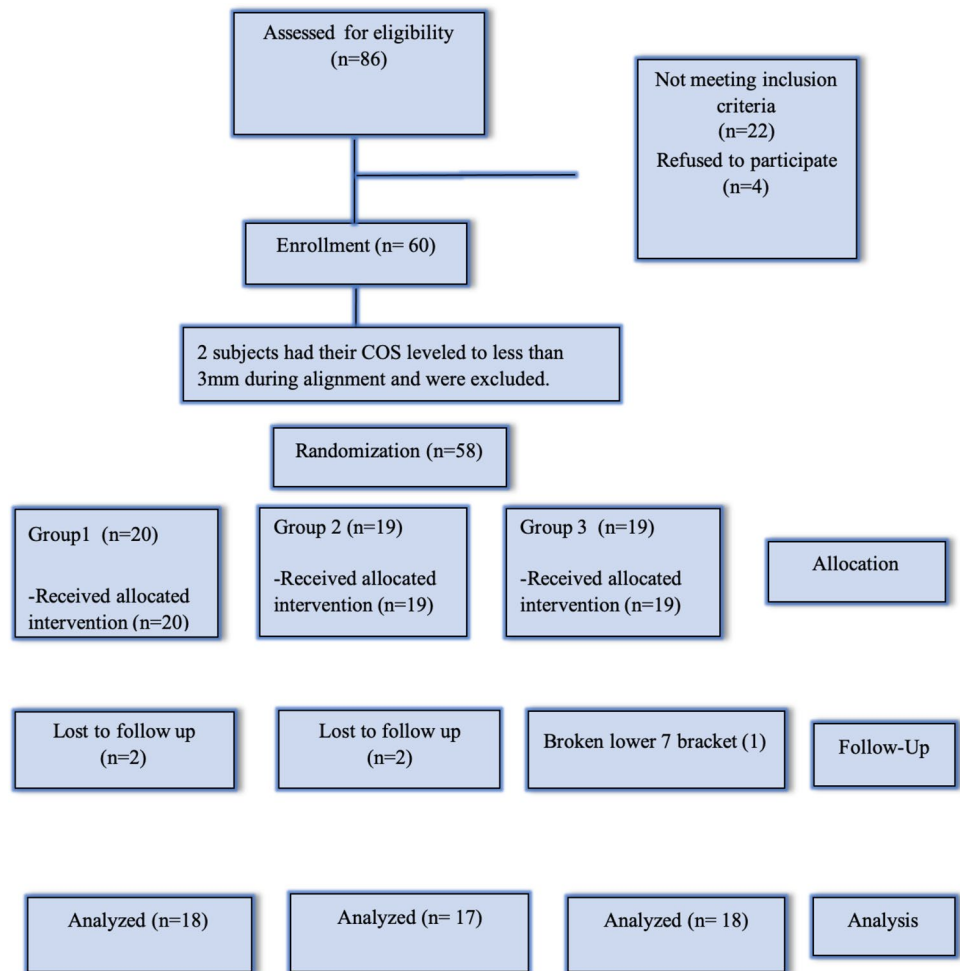 Assessed for eligibility
(n=86)
Not meeting inclusion
criteria
(n=22)
Refused to participate
(n=4)
Enrollment (n= 60)
2 subjects had their COS leveled to less than
3mm during alignment and were excluded.
Randomization (n=58)
Group1 (n=20)
-Received allocated
intervention (n=20)
Group 2 (n=19)
-Received allocated
intervention (n=19)
Group 3 (n=19)
-Received allocated
intervention (n=19)
Allocation
Lost to follow up
(n=2)
Lost to follow up
(n=2)
Broken lower 7 bracket (1)
Follow-Up
Analyzed (n=18)
Analyzed (n= 17)
Analyzed (n= 18)
Analysis